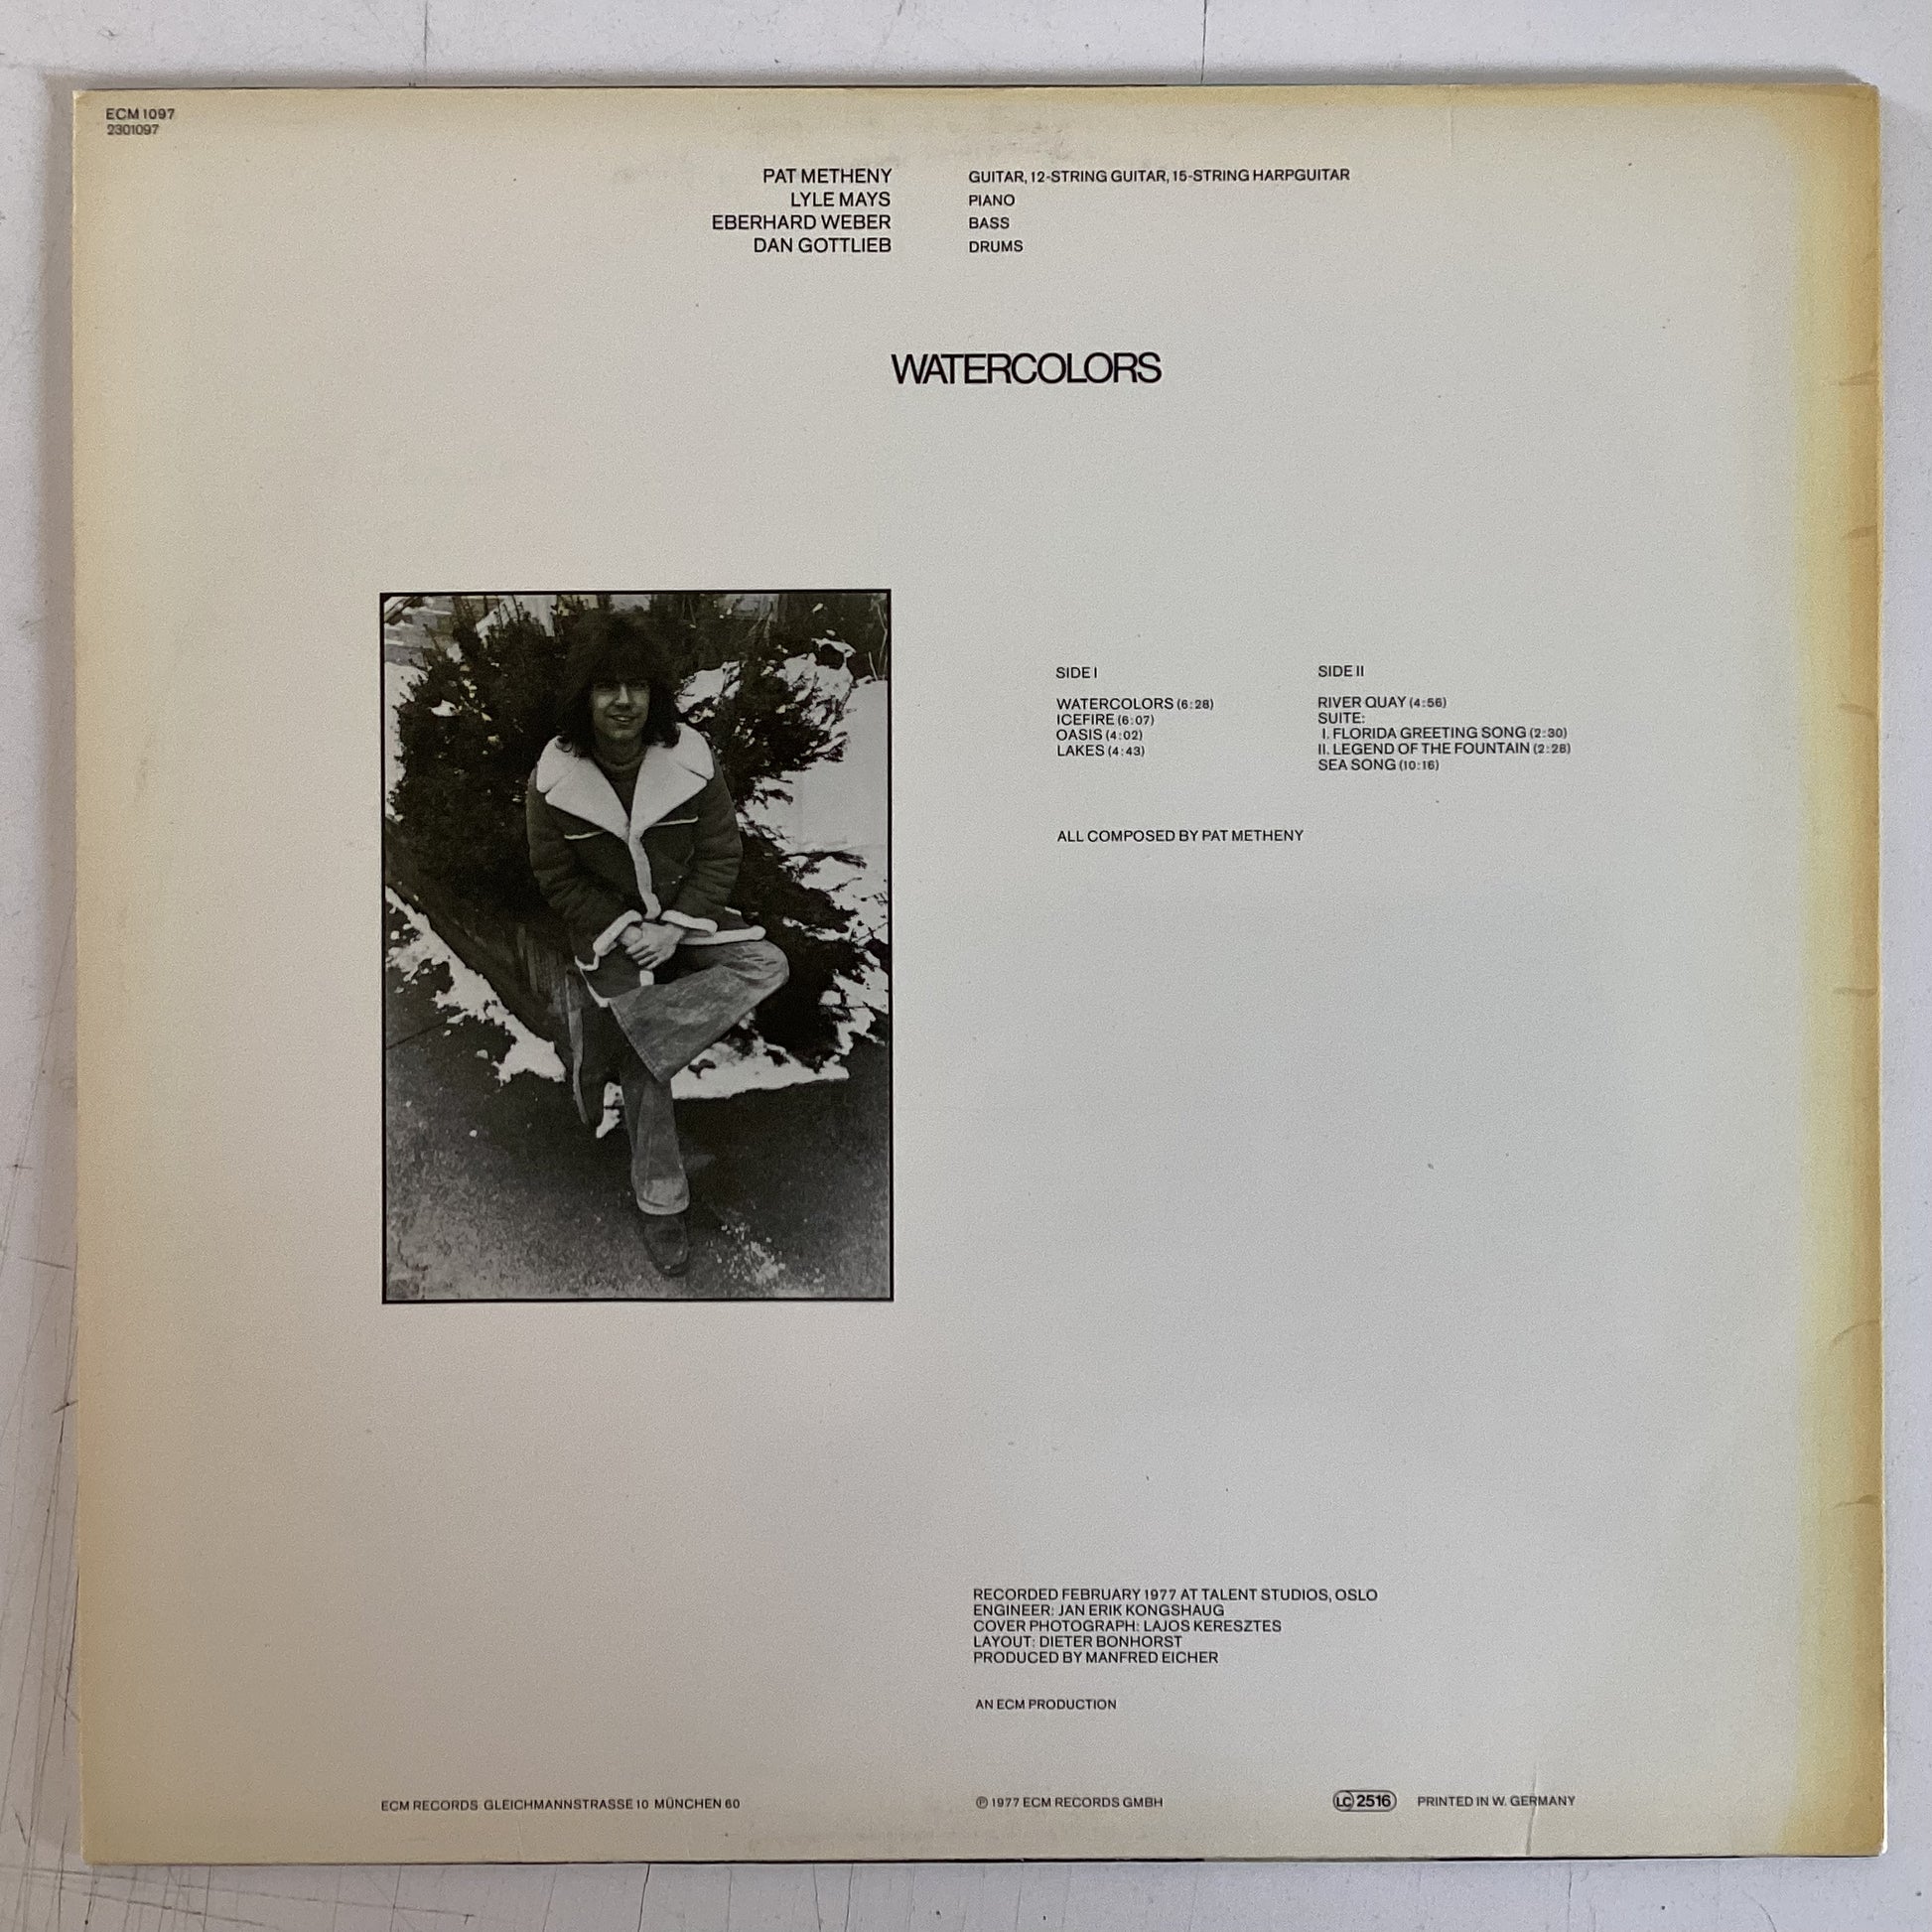 ECM 1097
2301097
PAT METHENY GUITAR, 12-STRING GUITAR, 15-STRING HARPGUITAR
LYLE MAYS PIANO
EBERHARD WEBER BASS
DAN GOTTLIEB DRUMS
WATERCOLORS
SIDE I
WATERCOLORS (6:28)
ICEFIRE (6:07)
OASIS (4:02)
LAKES (4:43)
SIDE II
RIVER QUAY (4:56)
SUITE:
I. FLORIDA GREETING SONG (2:30)
II. LEGEND OF THE FOUNTAIN (2:28)
SEA SONG (10:16)
ALL COMPOSED BY PAT METHENY
RECORDED FEBRUARY 1977 AT TALENT STUDIOS, OSLO
ENGINEER: JAN ERIK KONGSHAUG
COVER PHOTOGRAPH: LAJOS KERESZTES
LAYOUT: DIETER BONHORST
PRODUCED BY MANFRED EICHER
AN ECM PRODUCTION
ECM RECORDS GLEICHMANNSTRASSE 10 MÜNCHEN 60
℗ 1977 ECM RECORDS GMBH
LC 2516 PRINTED IN W. GERMANY